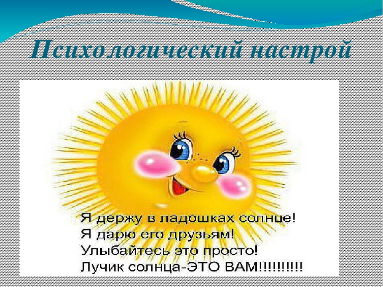 Психологический настрой
Я держу в ладошках солнце!
Я дарю его друзьям!
Улыбайтесь это просто!
Лучик солнца-ЭТО ВАМ!!!!!!!!!!